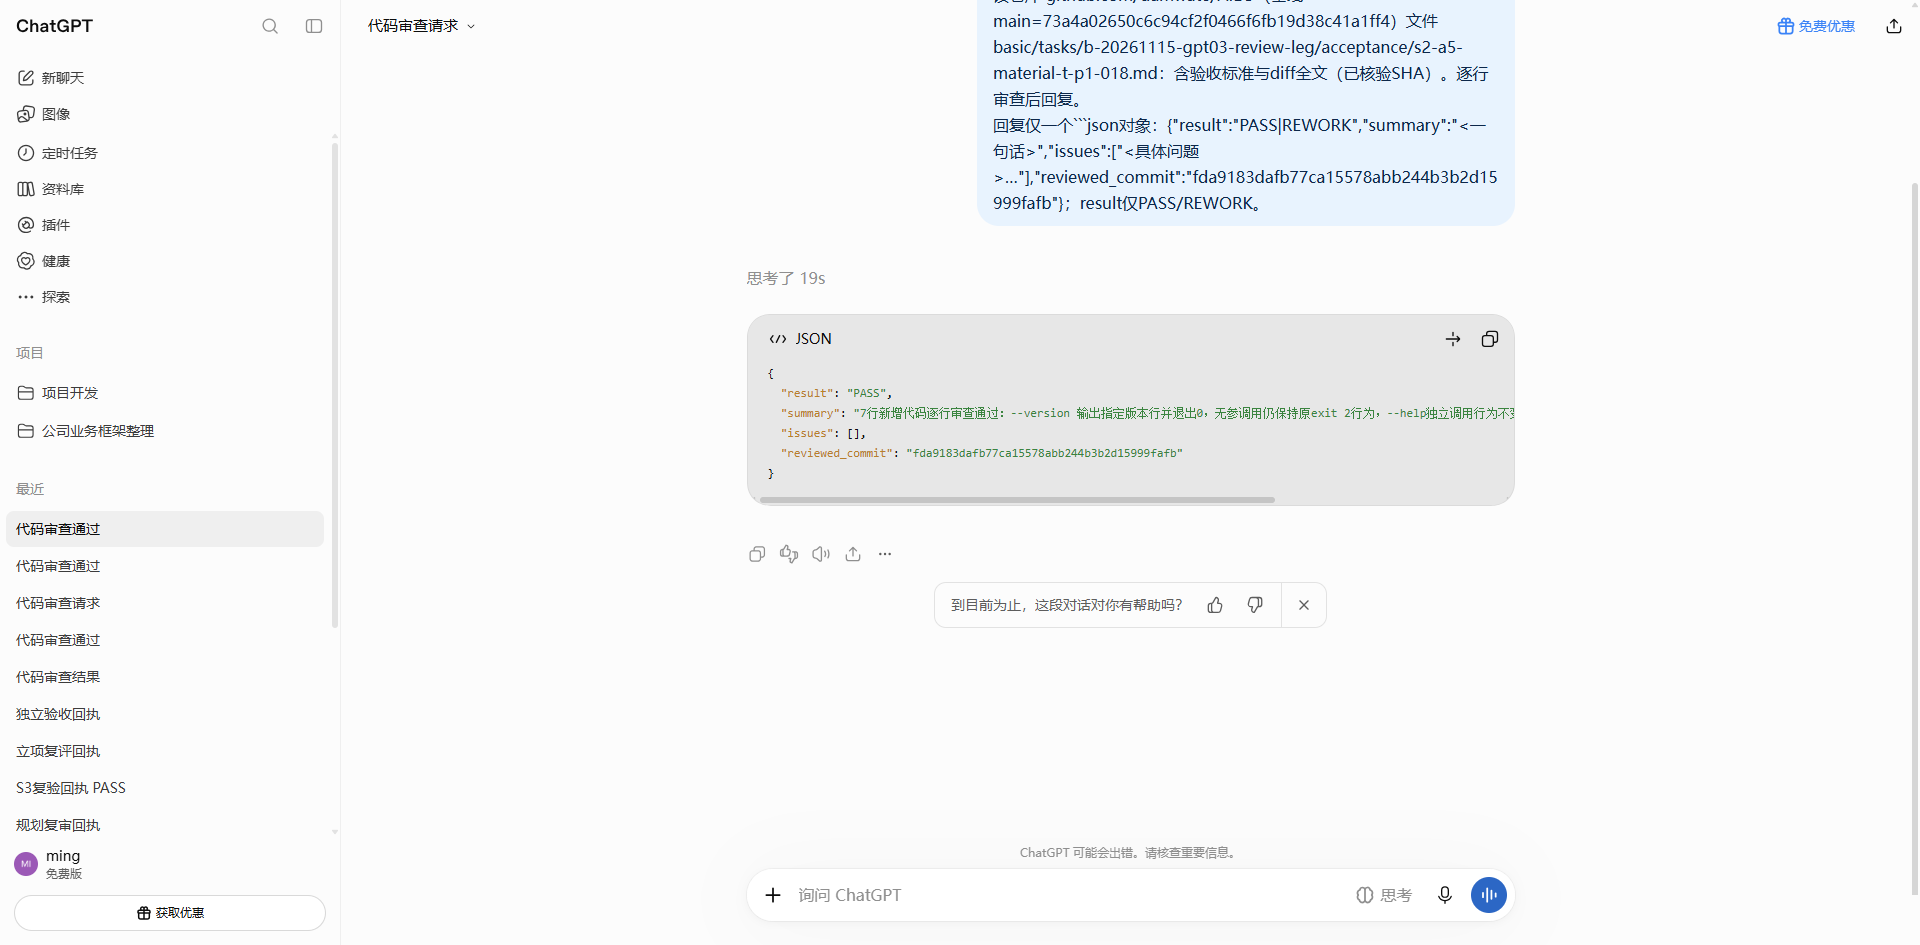 ChatGPT
新聊天
图像
定时任务
资料库
插件
健康
探索
项目
项目开发
公司业务框架整理
最近
代码审查通过
代码审查通过
代码审查请求
代码审查通过
代码审查结果
独立验收回执
立项复评回执
S3复验回执 PASS
规划复审回执
MI
ming
免费版
获取优惠
代码审查请求
免费优惠
main=73a4a02650c6c94cf2f0466f6fb19d38c41a1ff4）文件
basic/tasks/b-20261115-gpt03-review-leg/acceptance/s2-a5-
material-t-p1-018.md：含验收标准与diff全文（已核验SHA）。逐行
审查后回复。
回复仅一个```json对象：{"result":"PASS|REWORK","summary":"<一
句话>","issues":["<具体问题
>..."],"reviewed_commit":"fda9183dafb77ca15578abb244b3b2d15
999fafb"}；result仅PASS/REWORK。
思考了 19s
JSON
{
"result": "PASS",
"summary": "7行新增代码逐行审查通过：--version 输出指定版本行并退出0，无参调用仍保持原exit 2行为，--help独立调用行为不
"issues": [],
"reviewed_commit": "fda9183dafb77ca15578abb244b3b2d15999fafb"
}
到目前为止，这段对话对你有帮助吗？
ChatGPT 可能会出错。请核查重要信息。
询问 ChatGPT
思考